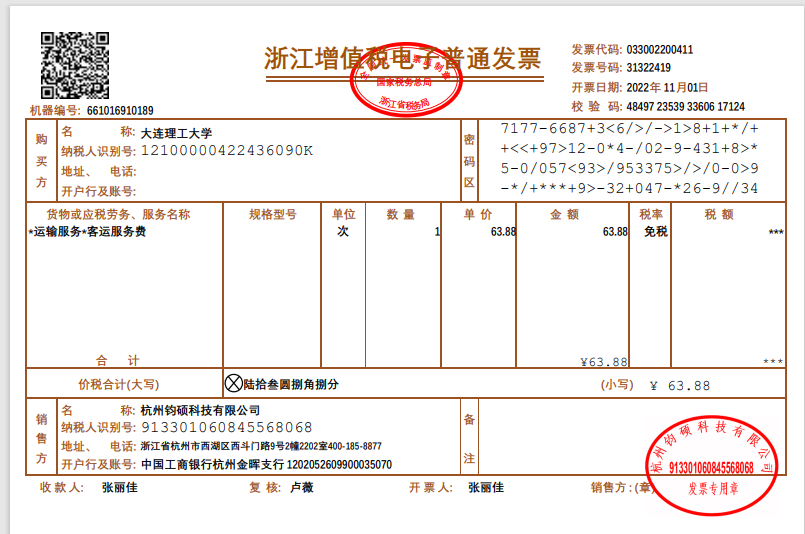 浙江增值税电子普通发票
国家税务总局
浙江省税务局
发票代码: 033002200411
发票号码: 31322419
开票日期: 2022年 11月01日
校 验 码: 48497 23539 33606 17124
机器编号: 661016910189
购买方
名 称: 大连理工大学
纳税人识别号: 12100000422436090K
地址、 电话:
开户行及账号:
密码区
7177-6687+3<6/>/->1>8+1+*/+
+<<+97>12-0*4-/02-9-431+8>*
5-0/057<93>/953375>/>/0-0>9
-*/+***+9>-32+047-*26-9//34
货物或应税劳务、服务名称 规格型号 单位 数 量 单 价 金 额 税率 税 额
*运输服务*客运服务费 次 1 63.88 63.88 免税 ***
合 计 ¥63.88 ***
价税合计(大写) 陆拾叁圆捌角捌分 (小写) ¥ 63.88
销售方
名 称: 杭州钧硕科技有限公司
纳税人识别号: 913301060845568068
地址、 电话: 浙江省杭州市西湖区西斗门路9号2幢2202室400-185-8877
开户行及账号: 中国工商银行杭州金晖支行 1202052609900035070
备注
杭州钧硕科技有限公司
913301060845568068
发票专用章
收 款 人: 张丽佳 复 核: 卢薇 开 票 人: 张丽佳 销售方:(章)